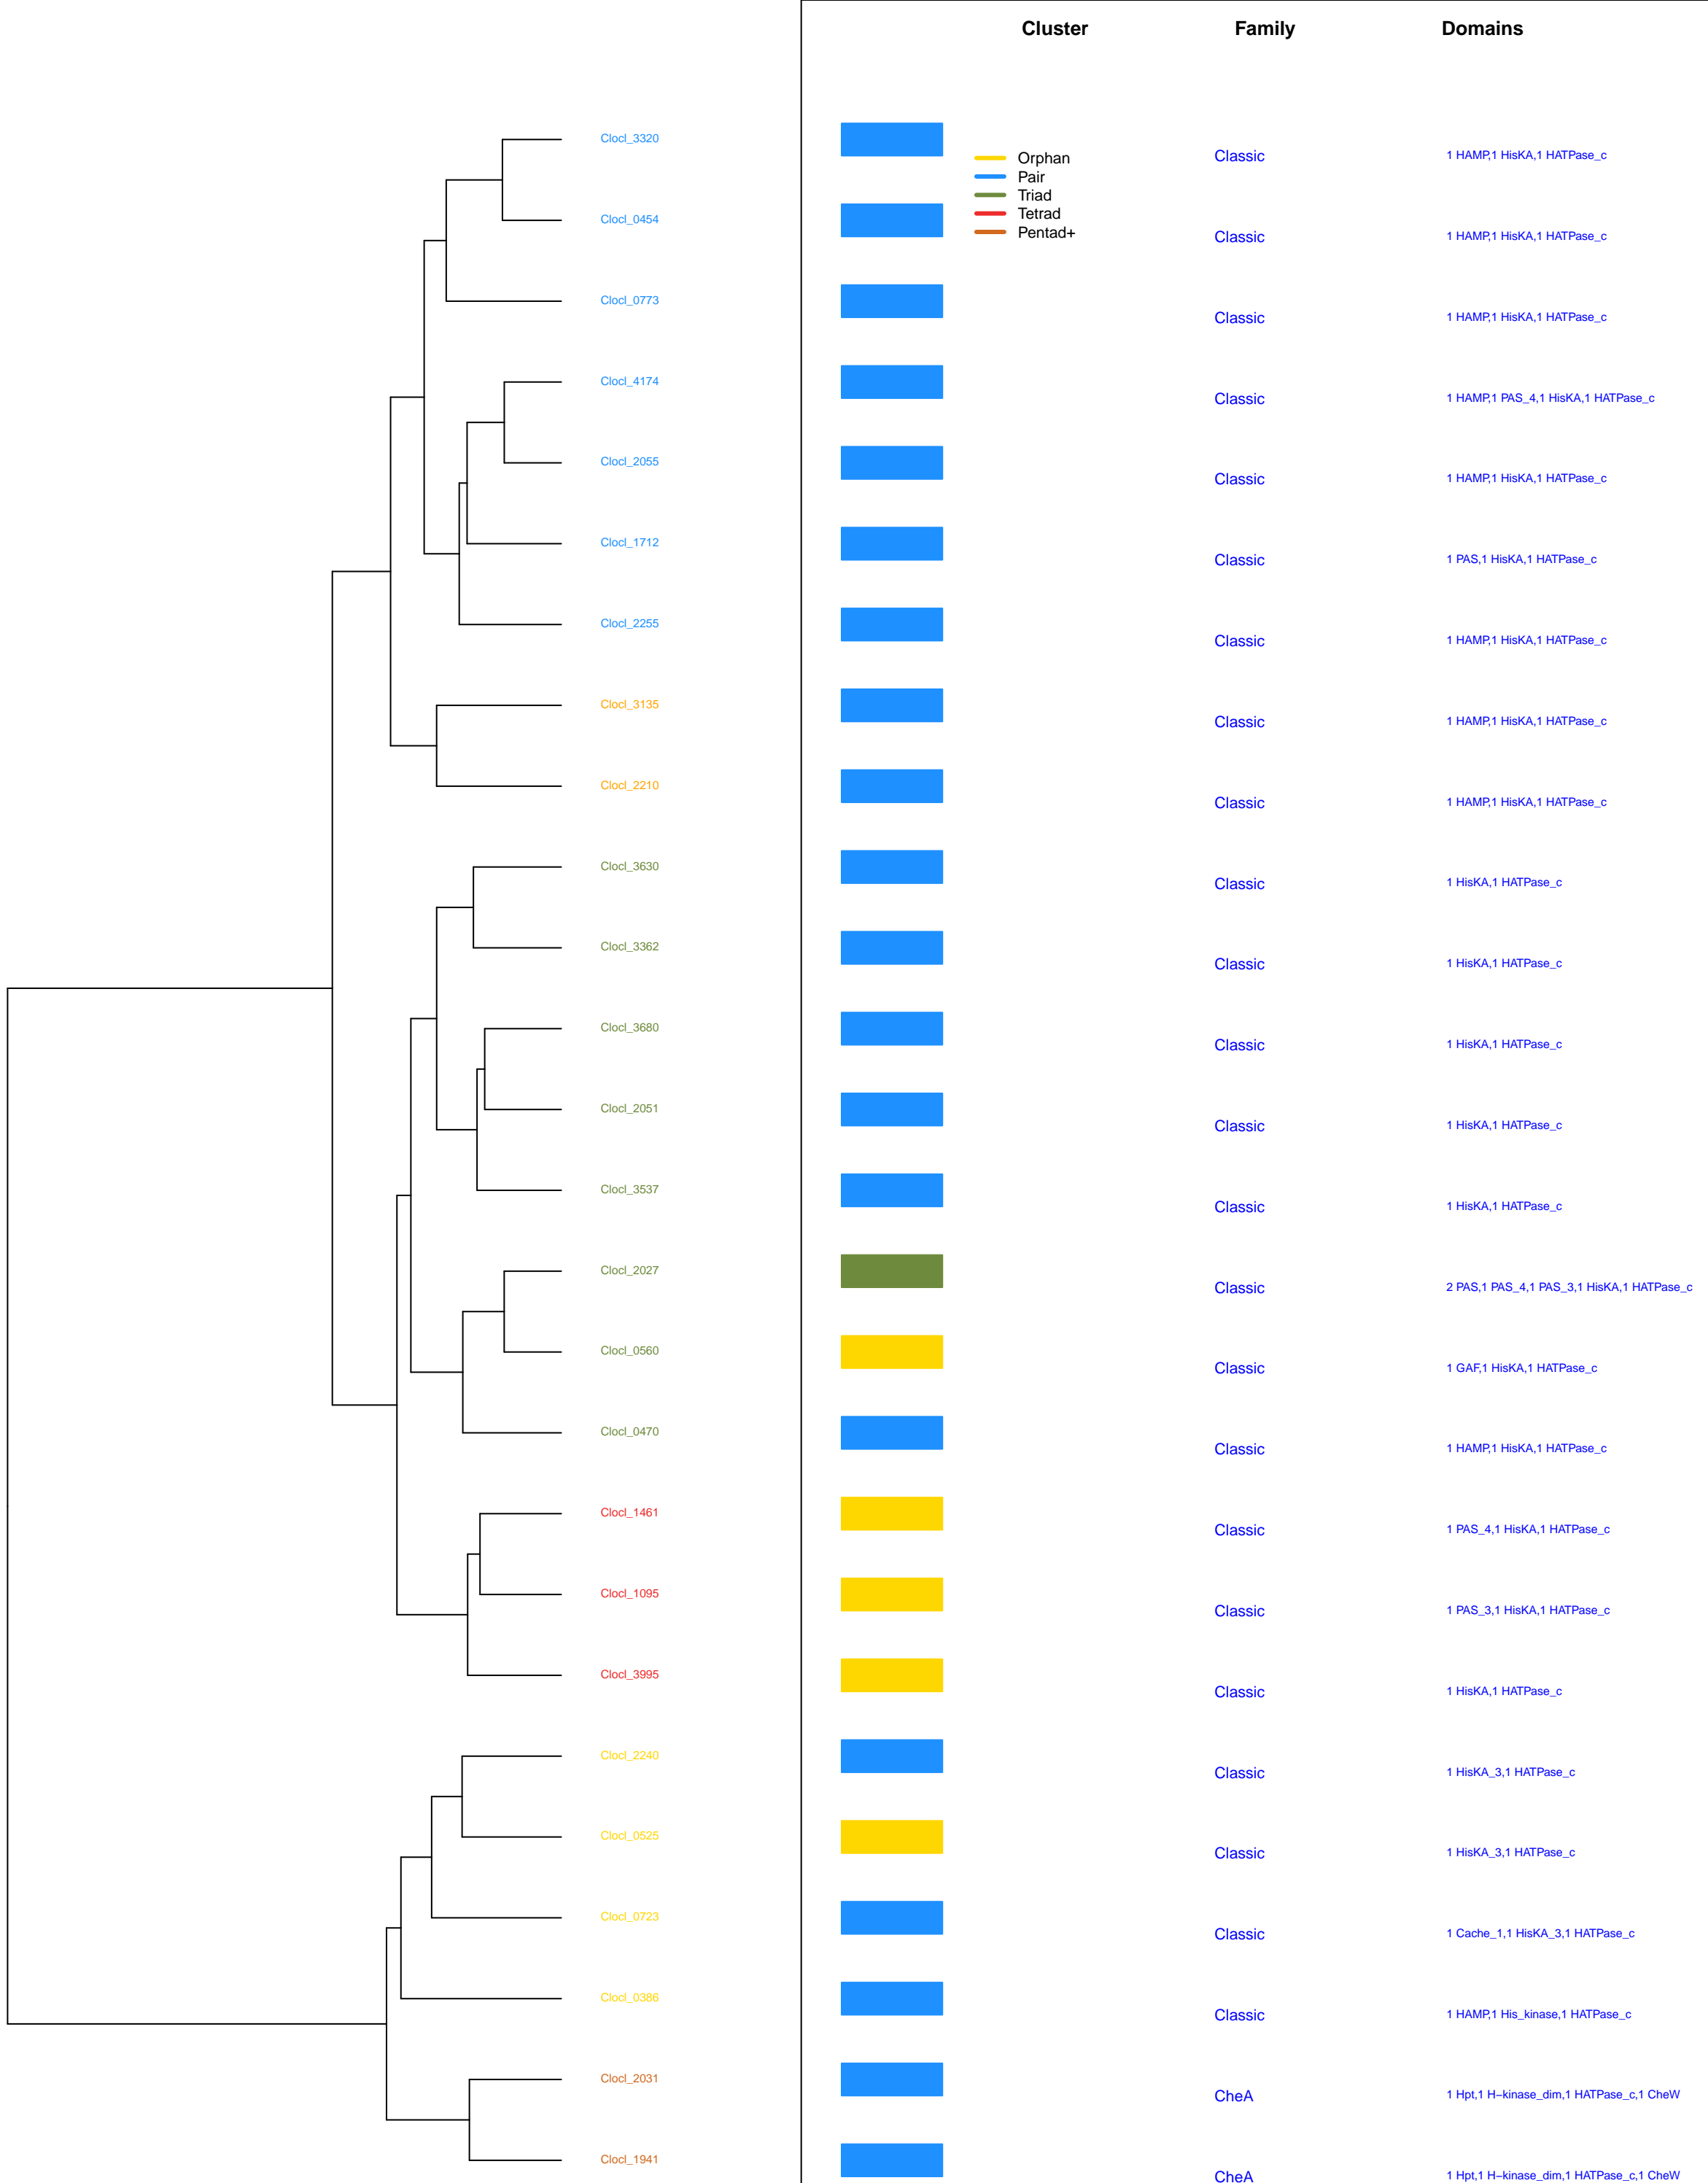 Cluster Family Domains
Clocl_3320
Orphan
Classic 1 HAMP,1 HisKA,1 HATPase_c
Pair
Triad
Tetrad
Clocl_0454
Pentad+
Classic 1 HAMP,1 HisKA,1 HATPase_c
Clocl_0773
Classic 1 HAMP,1 HisKA,1 HATPase_c
Clocl_4174
Classic 1 HAMP,1 PAS_4,1 HisKA,1 HATPase_c
Clocl_2055
Classic 1 HAMP,1 HisKA,1 HATPase_c
Clocl_1712
Classic 1 PAS,1 HisKA,1 HATPase_c
Clocl_2255
Classic 1 HAMP,1 HisKA,1 HATPase_c
Clocl_3135
Classic 1 HAMP,1 HisKA,1 HATPase_c
Clocl_2210
Classic 1 HAMP,1 HisKA,1 HATPase_c
Clocl_3630
Classic 1 HisKA,1 HATPase_c
Clocl_3362
Classic 1 HisKA,1 HATPase_c
Clocl_3680
Classic 1 HisKA,1 HATPase_c
Clocl_2051
Classic 1 HisKA,1 HATPase_c
Clocl_3537
Classic 1 HisKA,1 HATPase_c
Clocl_2027
Classic 2 PAS,1 PAS_4,1 PAS_3,1 HisKA,1 HATPase_c
Clocl_0560
Classic 1 GAF,1 HisKA,1 HATPase_c
Clocl_0470
Classic 1 HAMP,1 HisKA,1 HATPase_c
Clocl_1461
Classic 1 PAS_4,1 HisKA,1 HATPase_c
Clocl_1095
Classic 1 PAS_3,1 HisKA,1 HATPase_c
Clocl_3995
Classic 1 HisKA,1 HATPase_c
Clocl_2240
Classic 1 HisKA_3,1 HATPase_c
Clocl_0525
Classic 1 HisKA_3,1 HATPase_c
Clocl_0723
Classic 1 Cache_1,1 HisKA_3,1 HATPase_c
Clocl_0386
Classic 1 HAMP,1 His_kinase,1 HATPase_c
Clocl_2031
CheA 1 Hpt,1 H−kinase_dim,1 HATPase_c,1 CheW
Clocl_1941
CheA 1 Hpt,1 H−kinase_dim,1 HATPase_c,1 CheW